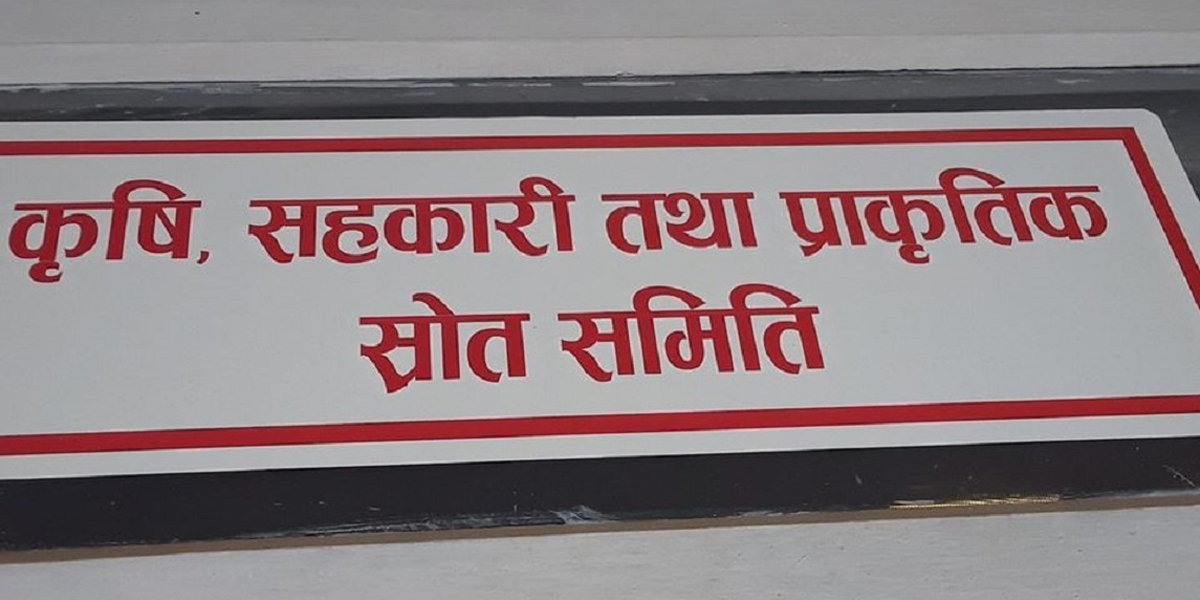 कृषि, सहकारी तथा प्राकृतिक
स्रोत समिति